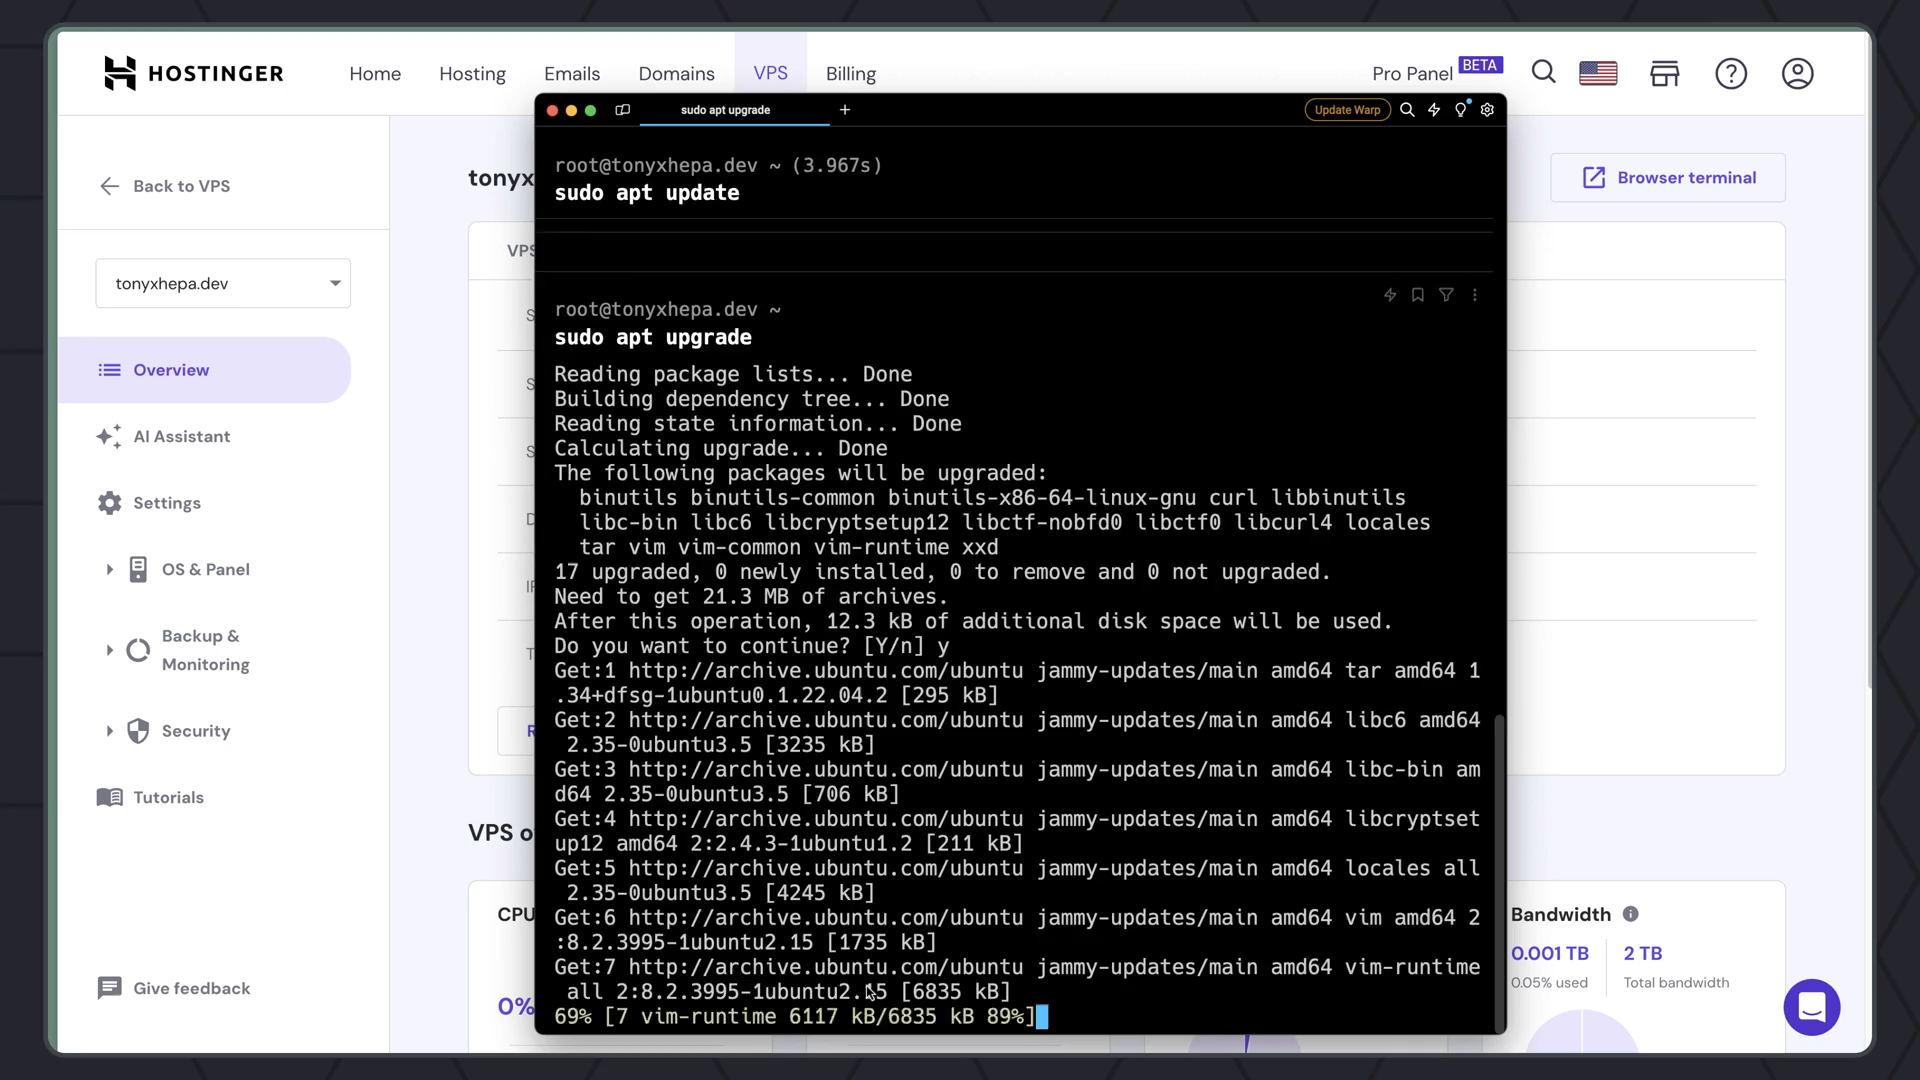 HOSTINGER
Home Hosting Emails Domains VPS Billing
Pro Panel BETA
sudo apt upgrade +
Update Warp
Back to VPS
tonyx
Browser terminal
root@tonyxhepa.dev ~ (3.967s)
sudo apt update
VPS
tonyxhepa.dev
root@tonyxhepa.dev ~
sudo apt upgrade
Overview
AI Assistant
Settings
OS & Panel
Backup &
Monitoring
Security
Tutorials
Give feedback
Reading package lists... Done
Building dependency tree... Done
Reading state information... Done
Calculating upgrade... Done
The following packages will be upgraded:
binutils binutils-common binutils-x86-64-linux-gnu curl libbinutils
libc-bin libc6 libcryptsetup12 libctf-nobfd0 libctf0 libcurl4 locales
tar vim vim-common vim-runtime xxd
17 upgraded, 0 newly installed, 0 to remove and 0 not upgraded.
Need to get 21.3 MB of archives.
After this operation, 12.3 kB of additional disk space will be used.
Do you want to continue? [Y/n] y
Get:1 http://archive.ubuntu.com/ubuntu jammy-updates/main amd64 tar amd64 1
.34+dfsg-1ubuntu0.1.22.04.2 [295 kB]
Get:2 http://archive.ubuntu.com/ubuntu jammy-updates/main amd64 libc6 amd64
2.35-0ubuntu3.5 [3235 kB]
Get:3 http://archive.ubuntu.com/ubuntu jammy-updates/main amd64 libc-bin am
d64 2.35-0ubuntu3.5 [706 kB]
Get:4 http://archive.ubuntu.com/ubuntu jammy-updates/main amd64 libcryptset
up12 amd64 2:2.4.3-1ubuntu1.2 [211 kB]
Get:5 http://archive.ubuntu.com/ubuntu jammy-updates/main amd64 locales all
2.35-0ubuntu3.5 [4245 kB]
Get:6 http://archive.ubuntu.com/ubuntu jammy-updates/main amd64 vim amd64 2
:8.2.3995-1ubuntu2.15 [1735 kB]
Get:7 http://archive.ubuntu.com/ubuntu jammy-updates/main amd64 vim-runtime
all 2:8.2.3995-1ubuntu2.15 [6835 kB]
69% [7 vim-runtime 6117 kB/6835 kB 89%]
VPS o
CPU
0%
Bandwidth
0.001 TB 2 TB
0.05% used Total bandwidth